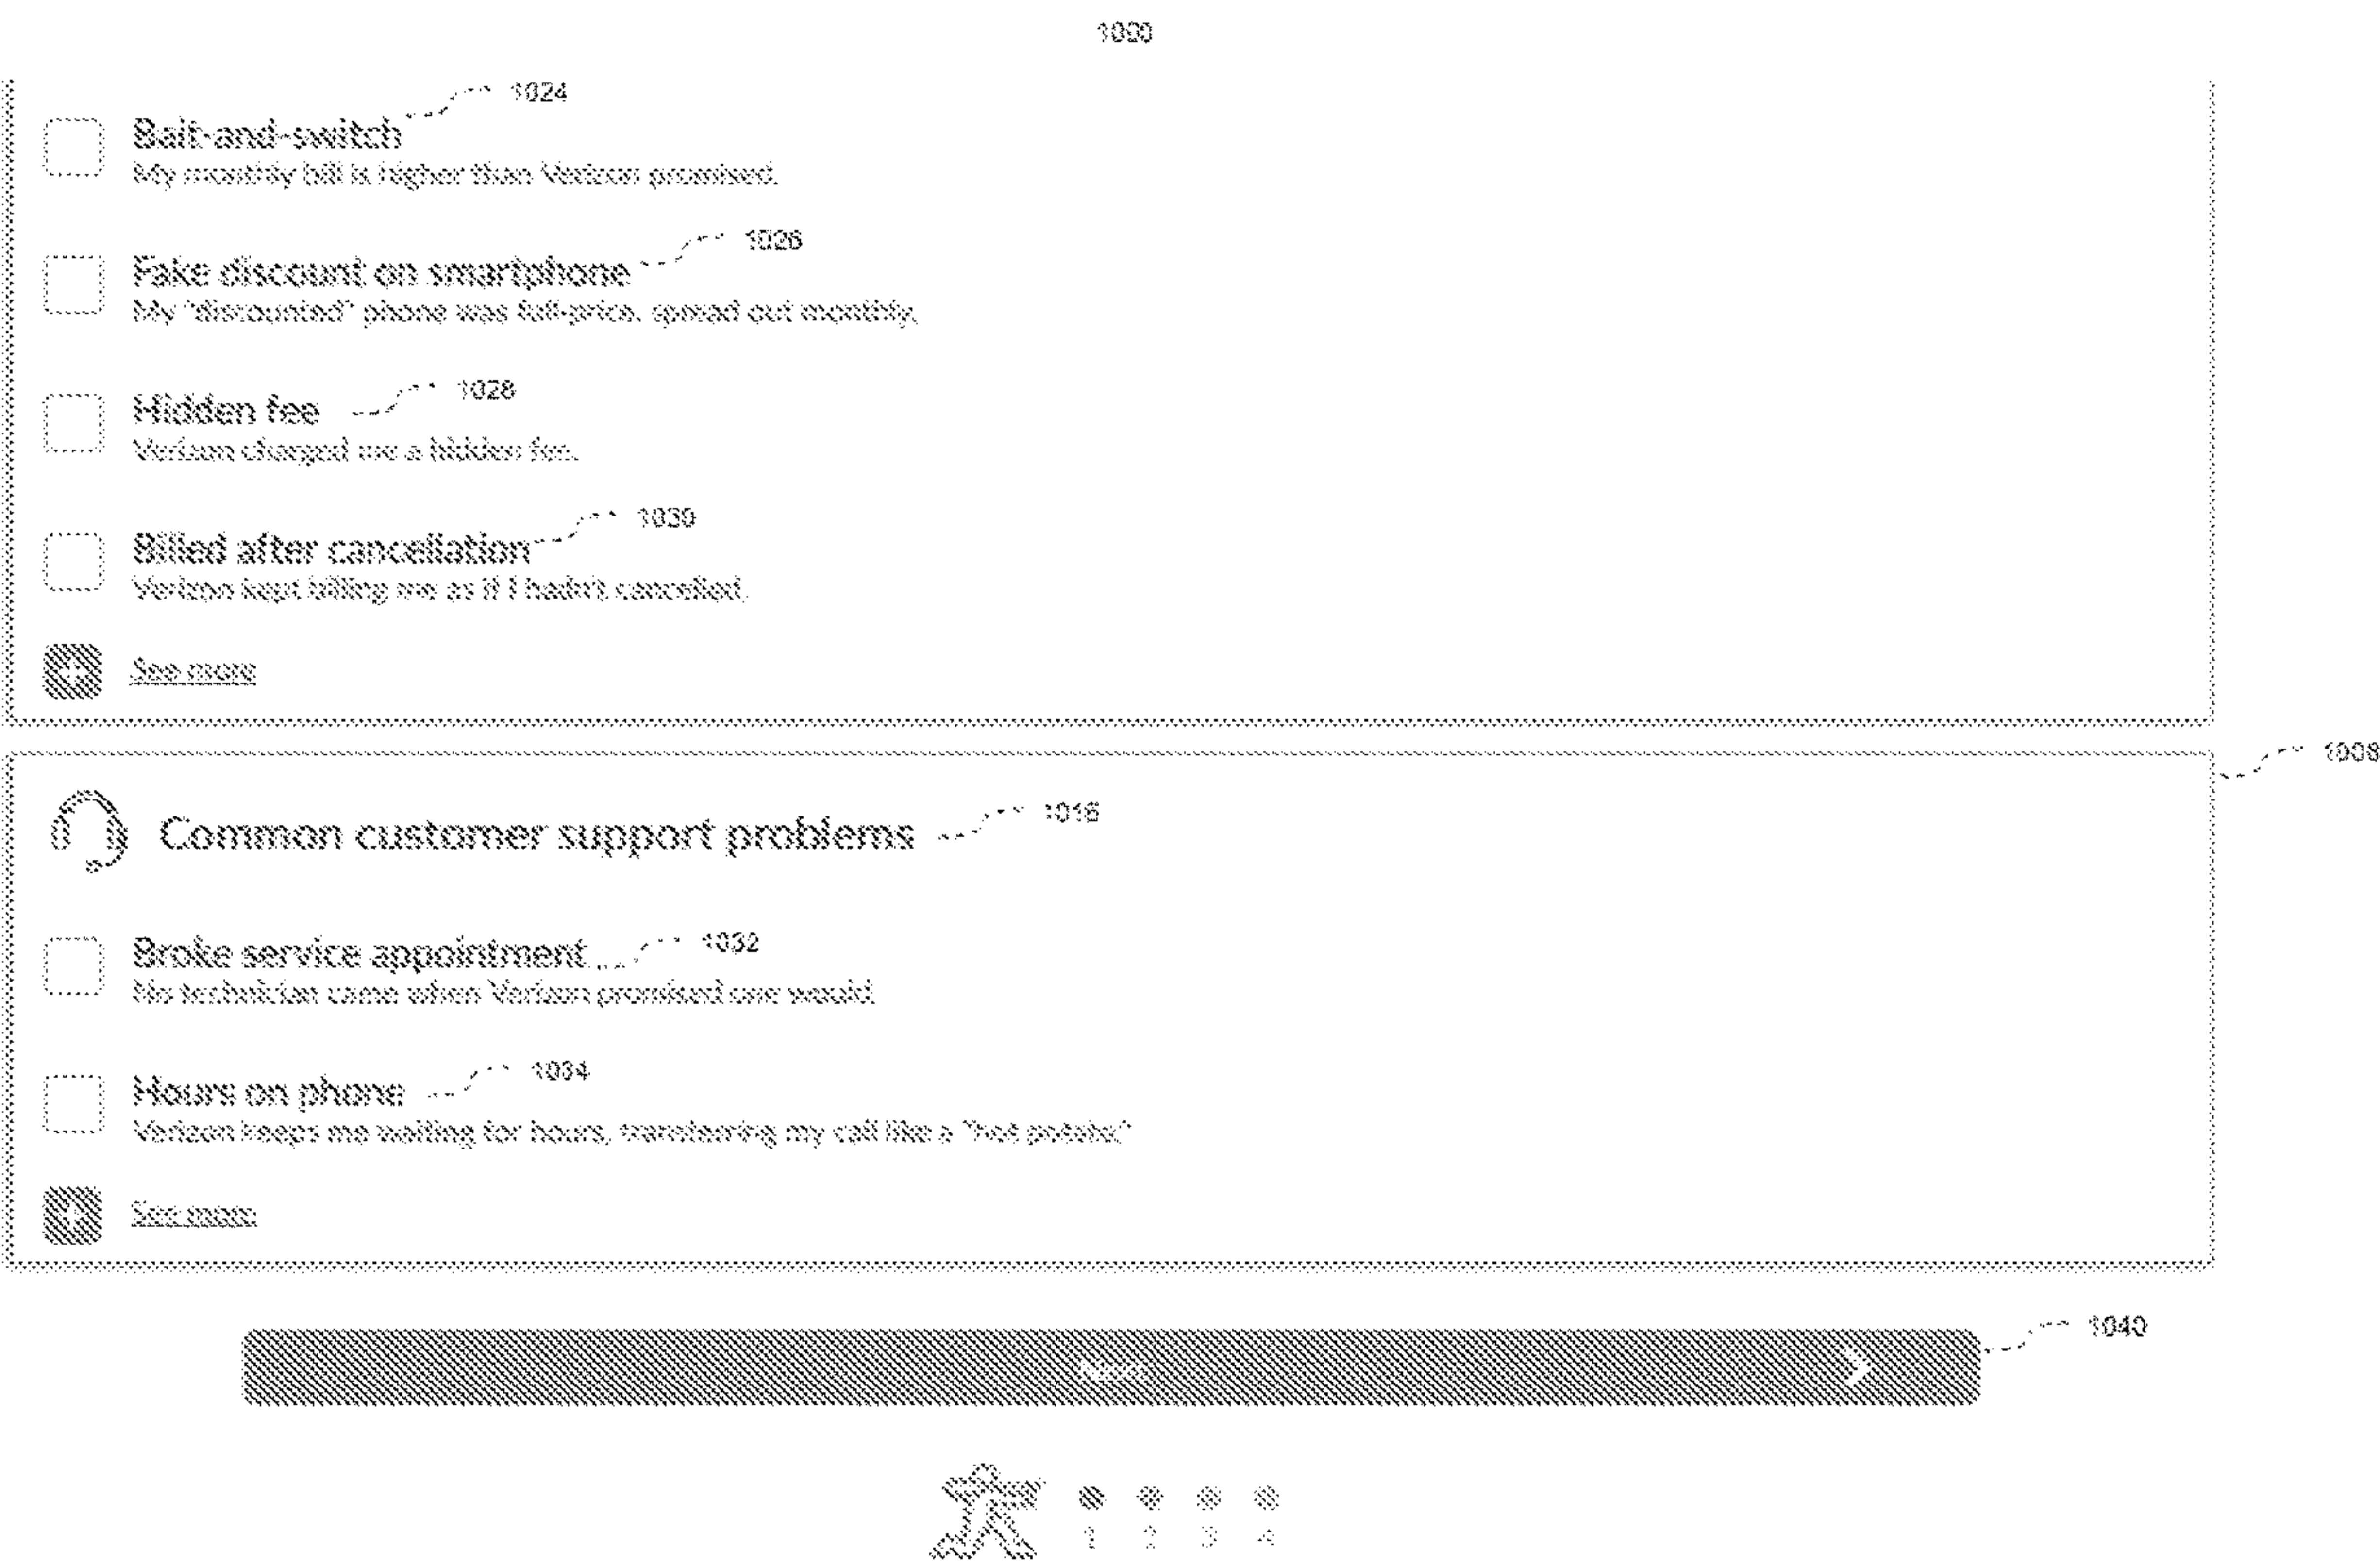 1000
1024
Bait-and-switch
My monthly bill is higher than Verizon promised.
1026
Fake discount on smartphone
My "discounted" phone was full-price, spread out monthly.
1028
Hidden fee
Verizon charged me a hidden fee.
1030
Billed after cancellation
Verizon kept billing me as if I hadn't cancelled.
See more
1008
Common customer support problems 1016
Broke service appointment 1032
No technician came when Verizon promised one would.
1034
Hours on phone
Verizon keeps me waiting for hours, transferring my call like a "hot potato."
See more
1040
Next
1 2 3 4